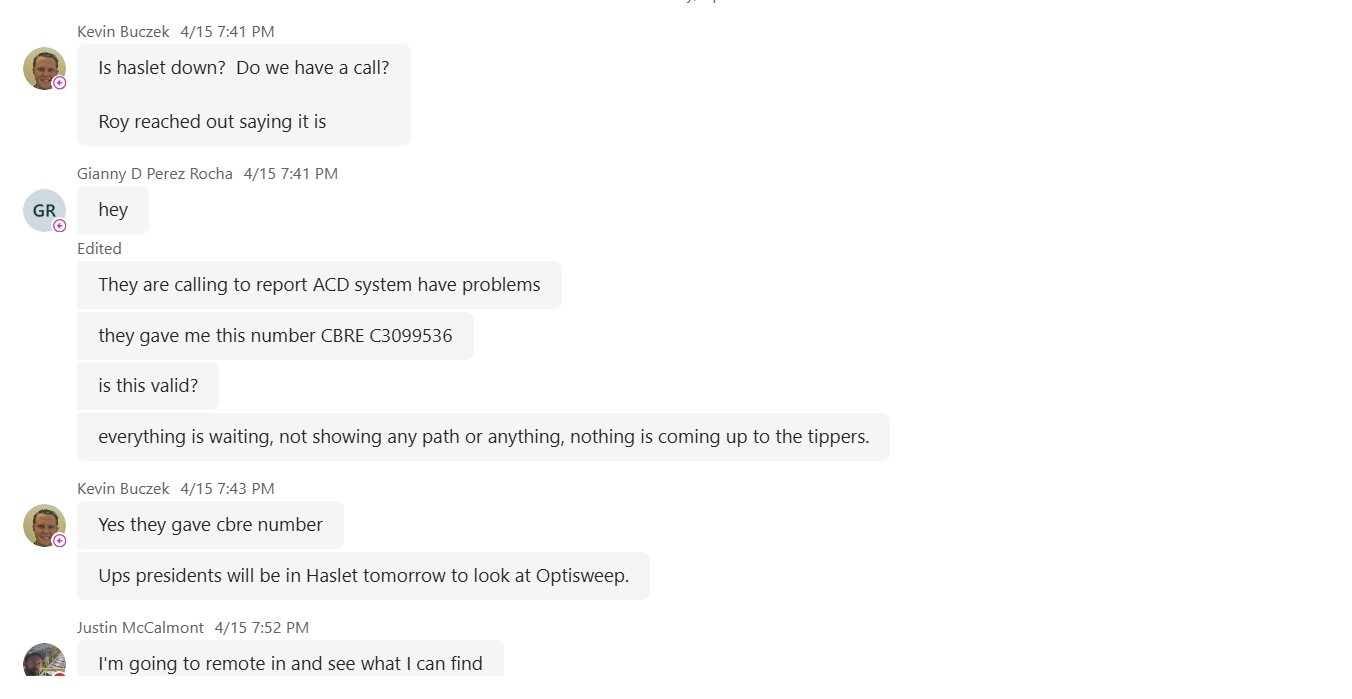 Kevin Buczek 4/15 7:41 PM
Is haslet down?  Do we have a call?
Roy reached out saying it is
Gianny D Perez Rocha 4/15 7:41 PM
GR
hey
Edited
They are calling to report ACD system have problems
they gave me this number CBRE C3099536
is this valid?
everything is waiting, not showing any path or anything, nothing is coming up to the tippers.
Kevin Buczek 4/15 7:43 PM
Yes they gave cbre number
Ups presidents will be in Haslet tomorrow to look at Optisweep.
Justin McCalmont 4/15 7:52 PM
I'm going to remote in and see what I can find